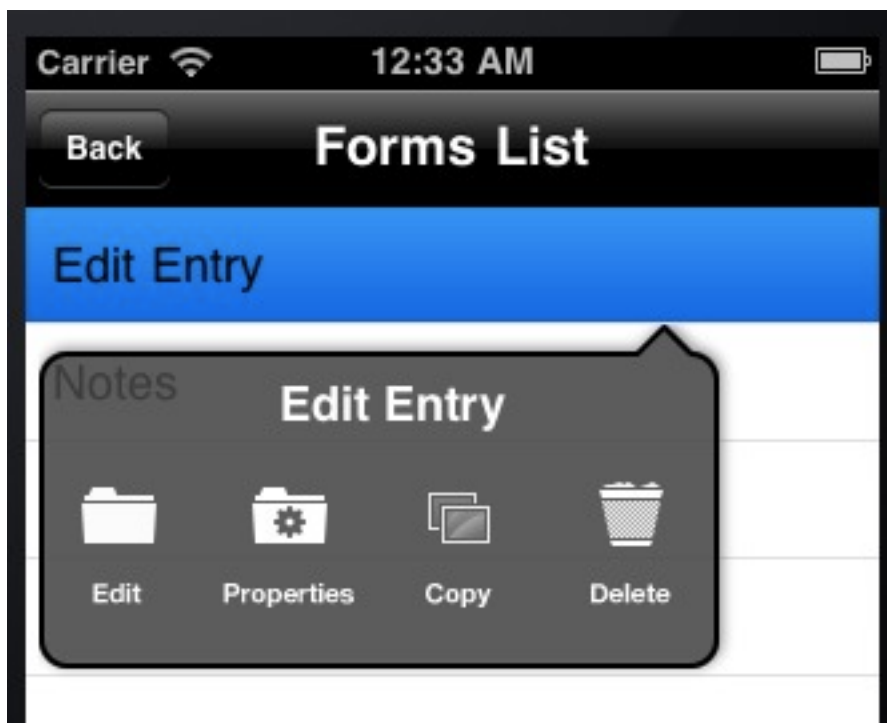 Carrier 12:33 AM
Back Forms List
Edit Entry
Notes
Edit Entry
Edit Properties Copy Delete